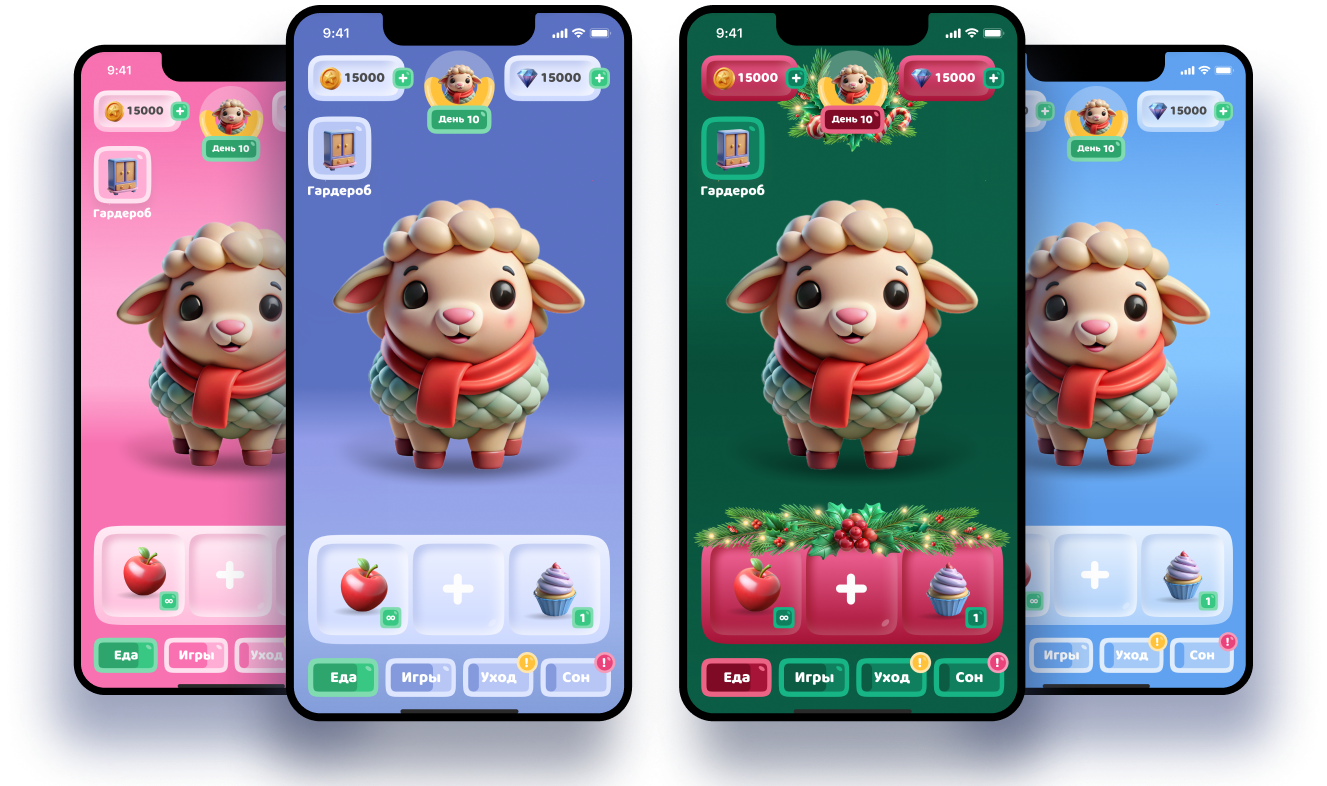 9:41
15000
День 10
Гардероб
∞
Еда
Игры
Уход
9:41
15000
15000
День 10
Гардероб
∞
1
Еда
Игры
Уход
!
Сон
!
9:41
15000
15000
День 10
Гардероб
∞
1
Еда
Игры
Уход
!
Сон
!
15000
День 10
∞
1
Игры
Уход
!
Сон
!